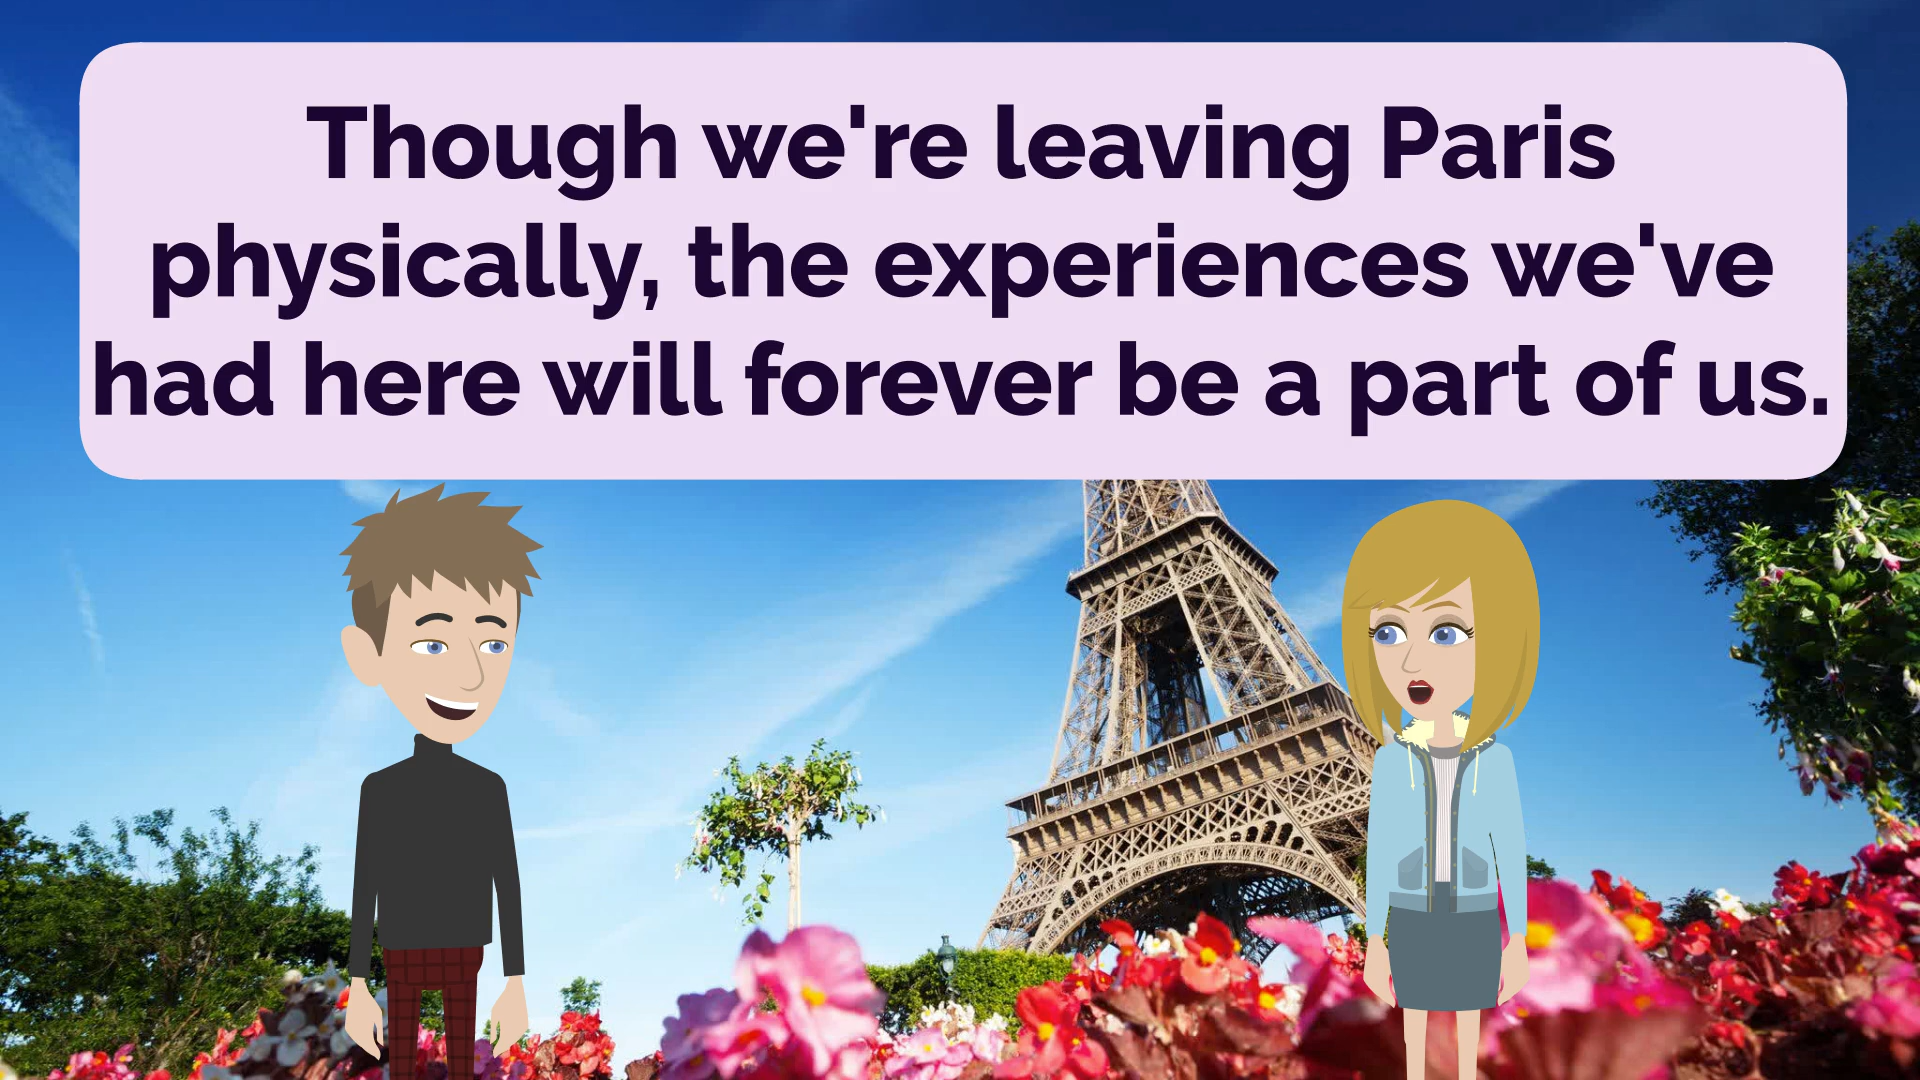 Though we're leaving Paris
physically, the experiences we've
had here will forever be a part of us.